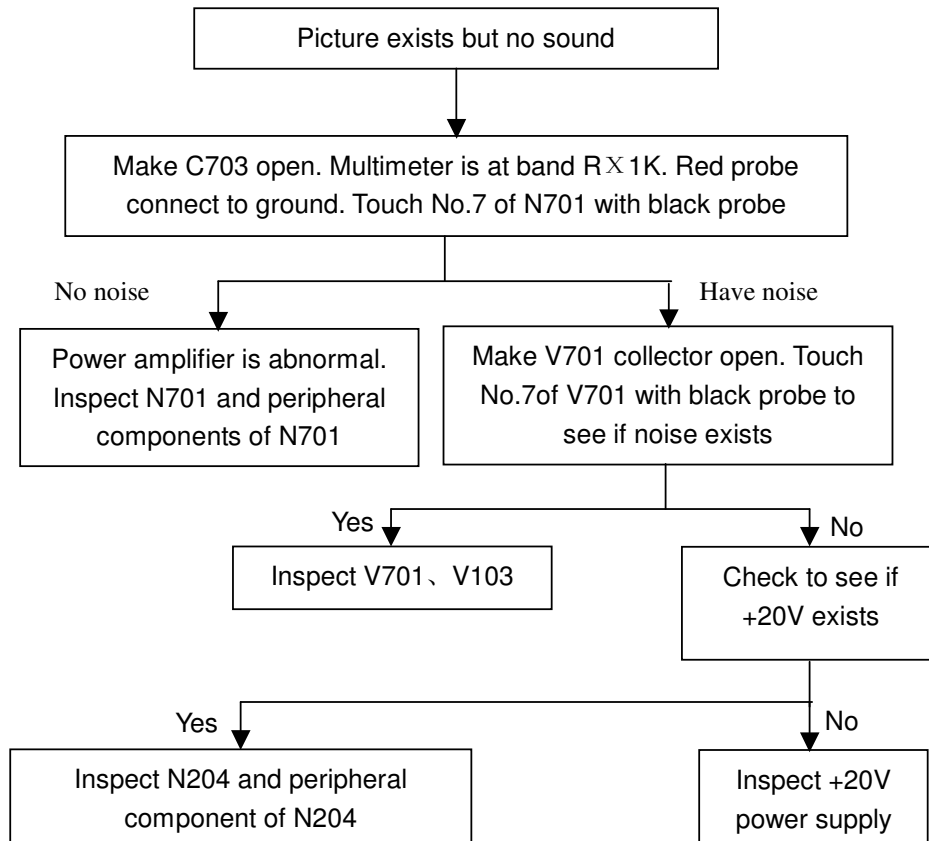 Picture exists but no sound
Make C703 open. Multimeter is at band R×1K. Red probe
connect to ground. Touch No.7 of N701 with black probe
No noise
Have noise
Power amplifier is abnormal.
Inspect N701 and peripheral
components of N701
Make V701 collector open. Touch
No.7of V701 with black probe to
see if noise exists
Yes
No
Inspect V701、V103
Check to see if
+20V exists
Yes
No
Inspect N204 and peripheral
component of N204
Inspect +20V
power supply